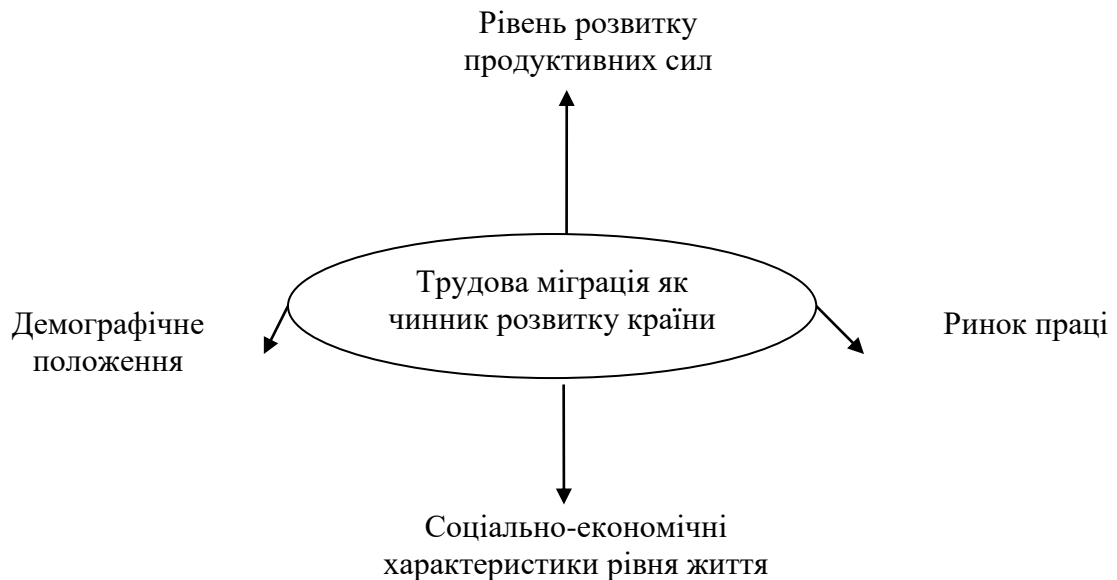 Рівень розвитку
продуктивних сил
Трудова міграція як
чинник розвитку країни
Демографічне
положення
Ринок праці
Соціально-економічні
характеристики рівня життя